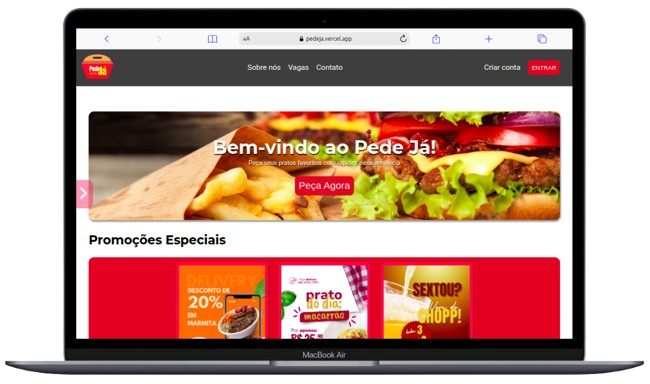 AA pedeja.vercel.app
Pede
Já
Sobre nós Vagas Contato Criar conta ENTRAR
Bem-vindo ao Pede Já!
Peça seus pratos favoritos com rapidez e conveniência
Peça Agora
Promoções Especiais
DELIVERY
DESCONTO DE
20%
EM
MARMITA
prato
do dia:
macarrão
Por apenas:
SEXTOU?
CHOPP!
3
MacBook Air